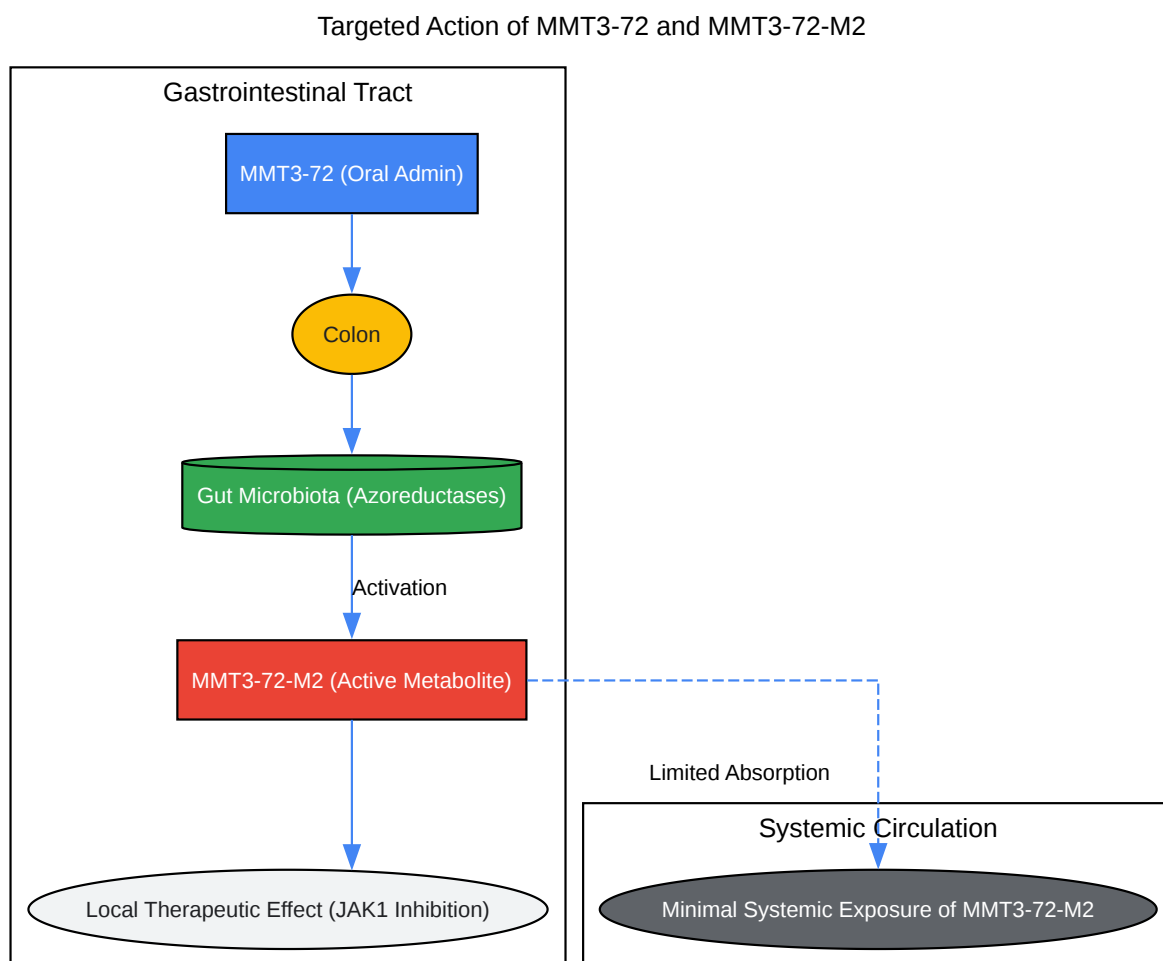 Targeted Action of MMT3-72 and MMT3-72-M2
Gastrointestinal Tract
MMT3-72 (Oral Admin)
Colon
Gut Microbiota (Azoreductases)
Activation
MMT3-72-M2 (Active Metabolite)
Limited Absorption
Systemic Circulation
Local Therapeutic Effect (JAK1 Inhibition)
Minimal Systemic Exposure of MMT3-72-M2